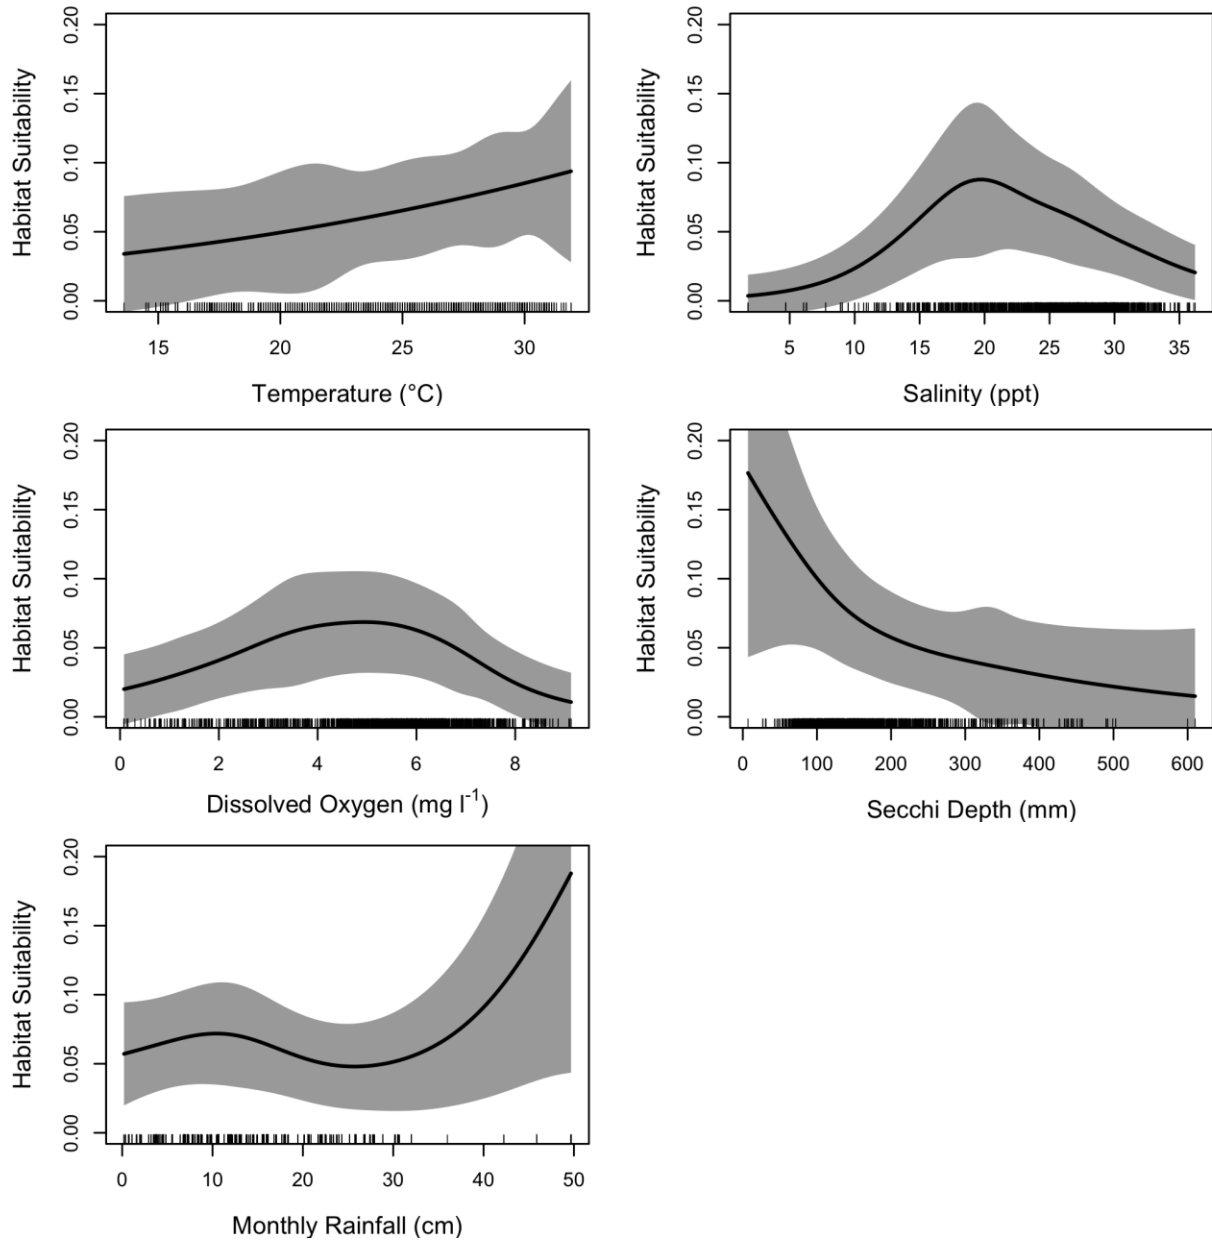 Habitat Suitability
0.00 0.05 0.10 0.15 0.20
15 20 25 30
Temperature (°C)
Habitat Suitability
0.00 0.05 0.10 0.15 0.20
5 10 15 20 25 30 35
Salinity (ppt)
Habitat Suitability
0.00 0.05 0.10 0.15 0.20
0 2 4 6 8
Dissolved Oxygen (mg l⁻¹)
Habitat Suitability
0.00 0.05 0.10 0.15 0.20
0 100 200 300 400 500 600
Secchi Depth (mm)
Habitat Suitability
0.00 0.05 0.10 0.15 0.20
0 10 20 30 40 50
Monthly Rainfall (cm)